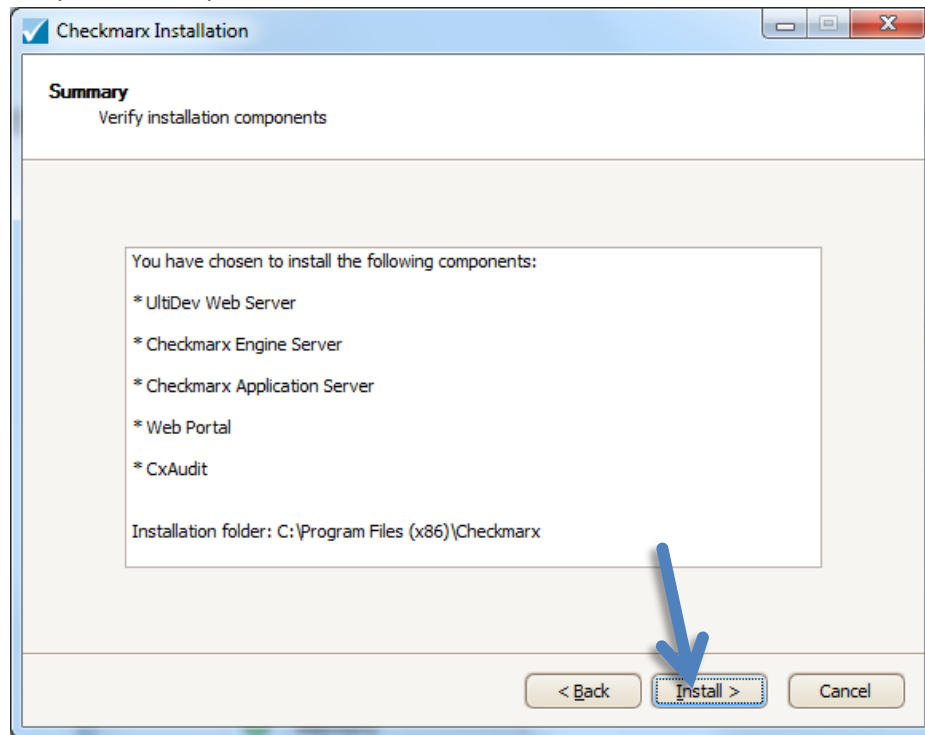 Checkmarx Installation
Summary
Verify installation components
You have chosen to install the following components:
* UltiDev Web Server
* Checkmarx Engine Server
* Checkmarx Application Server
* Web Portal
* CxAudit
Installation folder: C:\Program Files (x86)\Checkmarx
< Back Install > Cancel